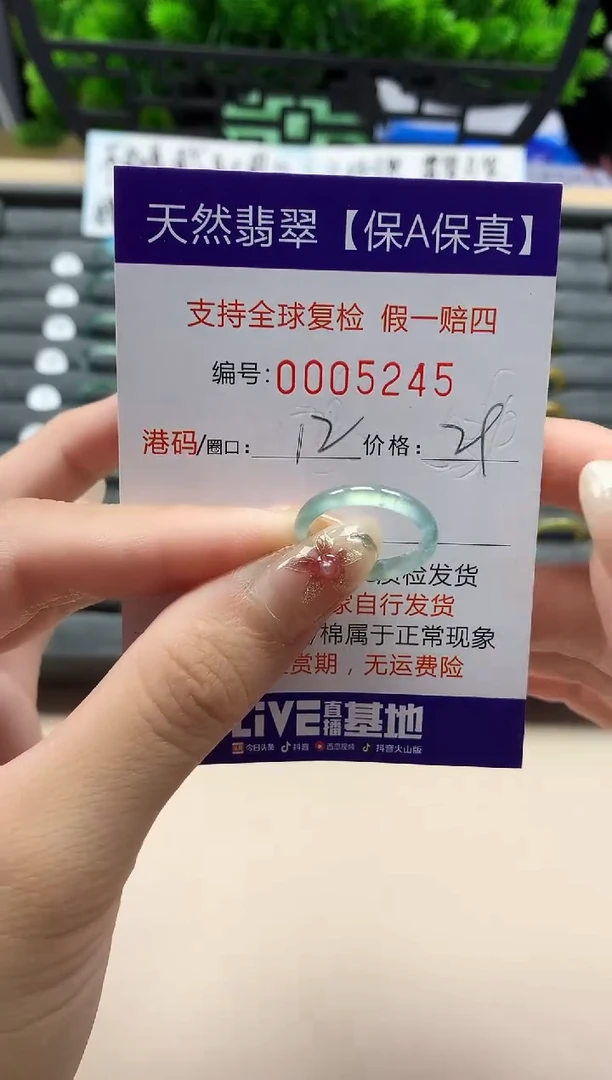 天然翡翠【保A保真】
支持全球复检 假一赔四
编号:0005245
港码/圈口: 12 价格:
质检发货
家自行发货
棉属于正常现象
赏期，无运费险
LIVE直播基地
今日头条 抖音 西瓜视频 抖音火山版